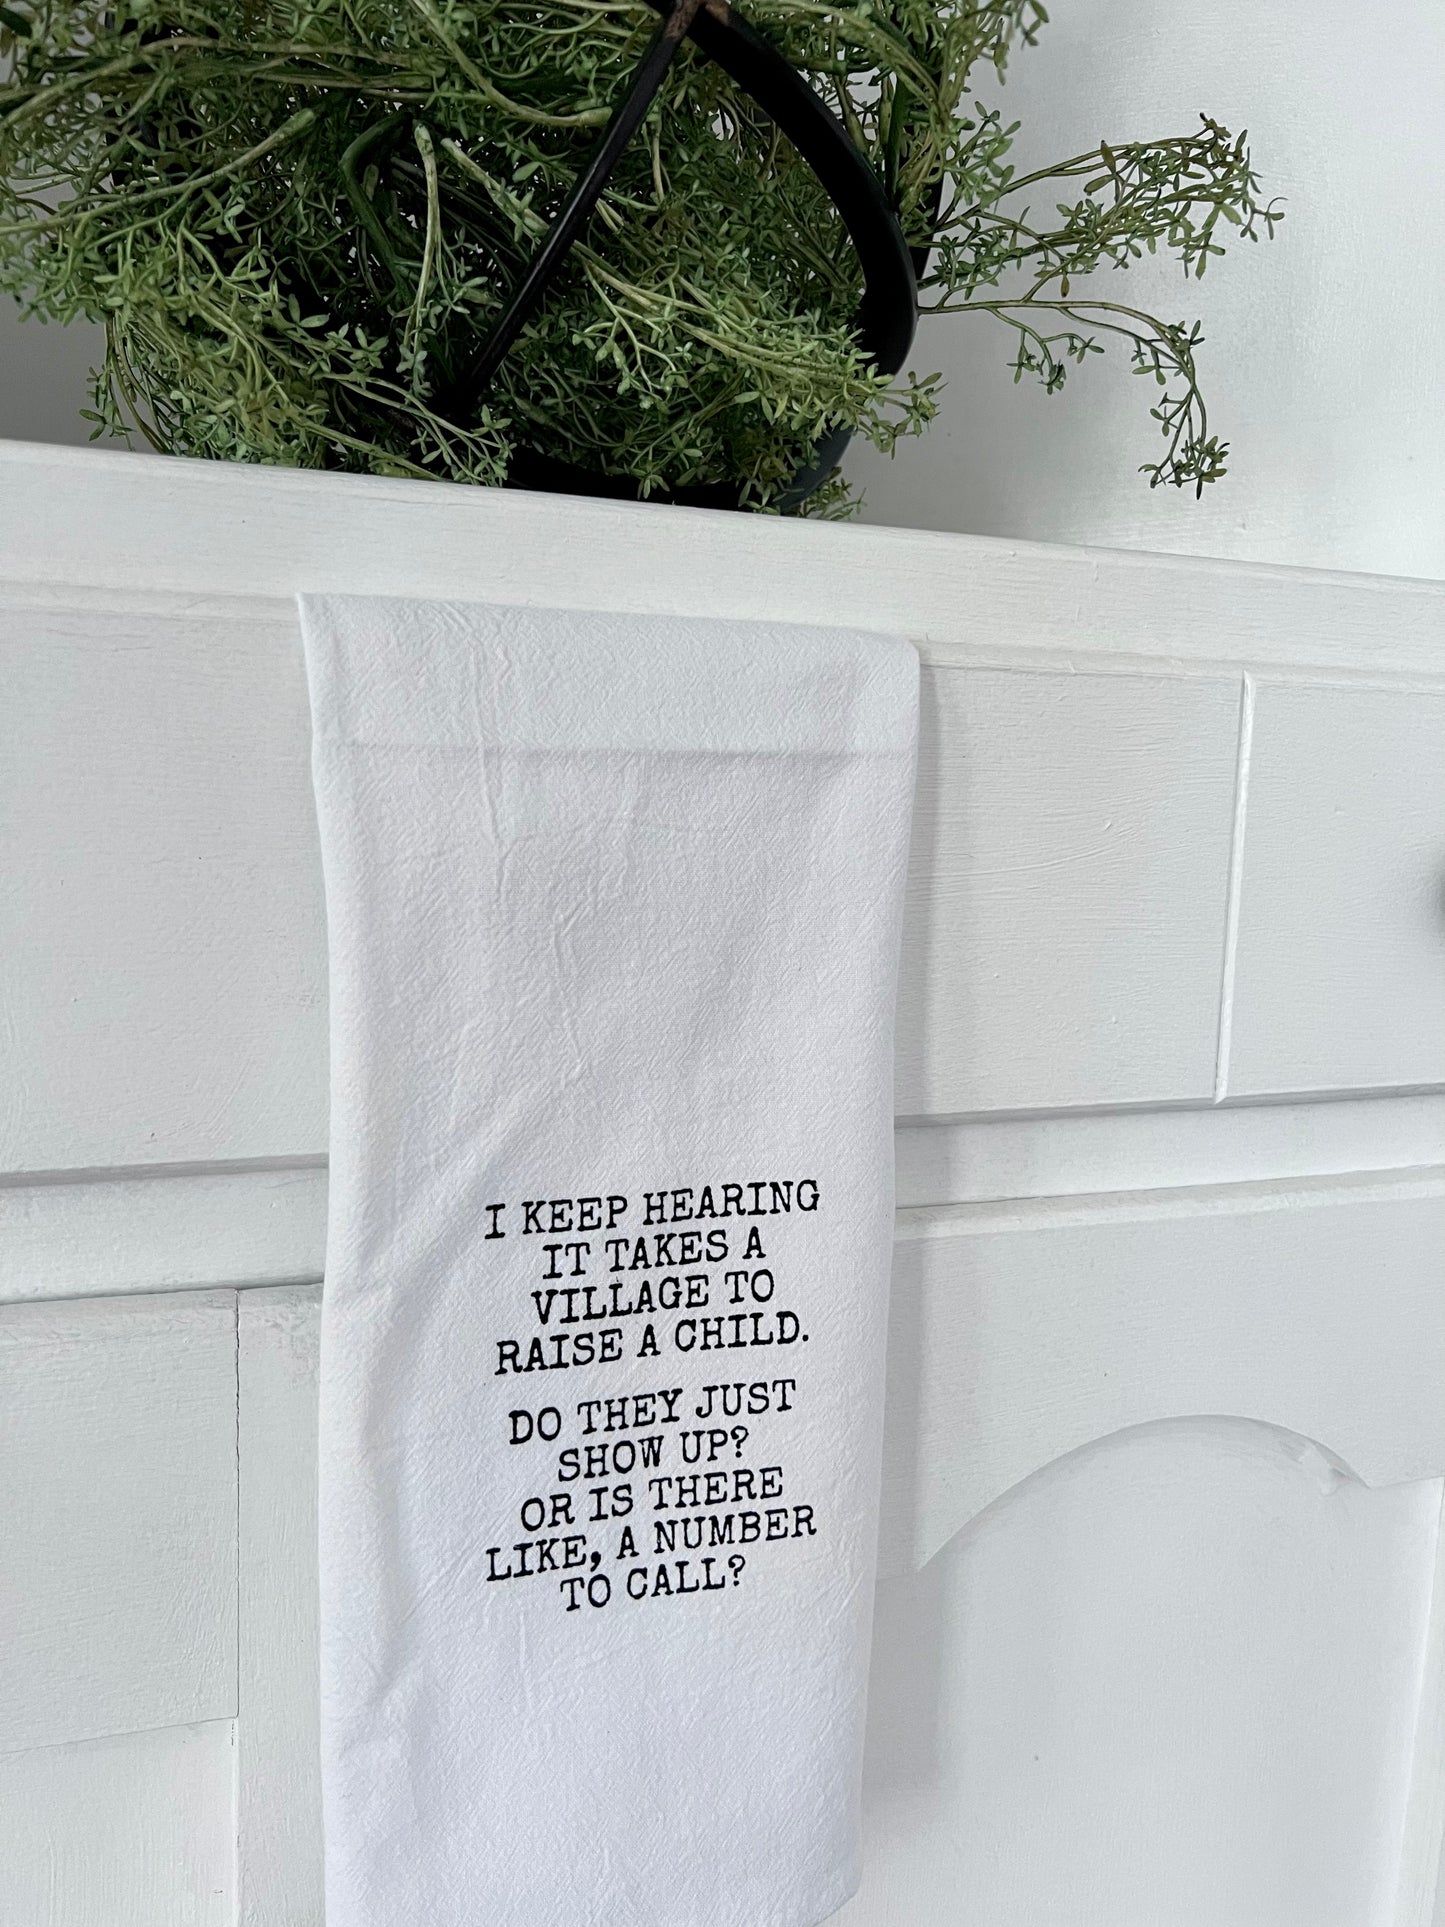 I KEEP HEARING
IT TAKES A
VILLAGE TO
RAISE A CHILD.
DO THEY JUST
SHOW UP?
OR IS THERE
LIKE, A NUMBER
TO CALL?